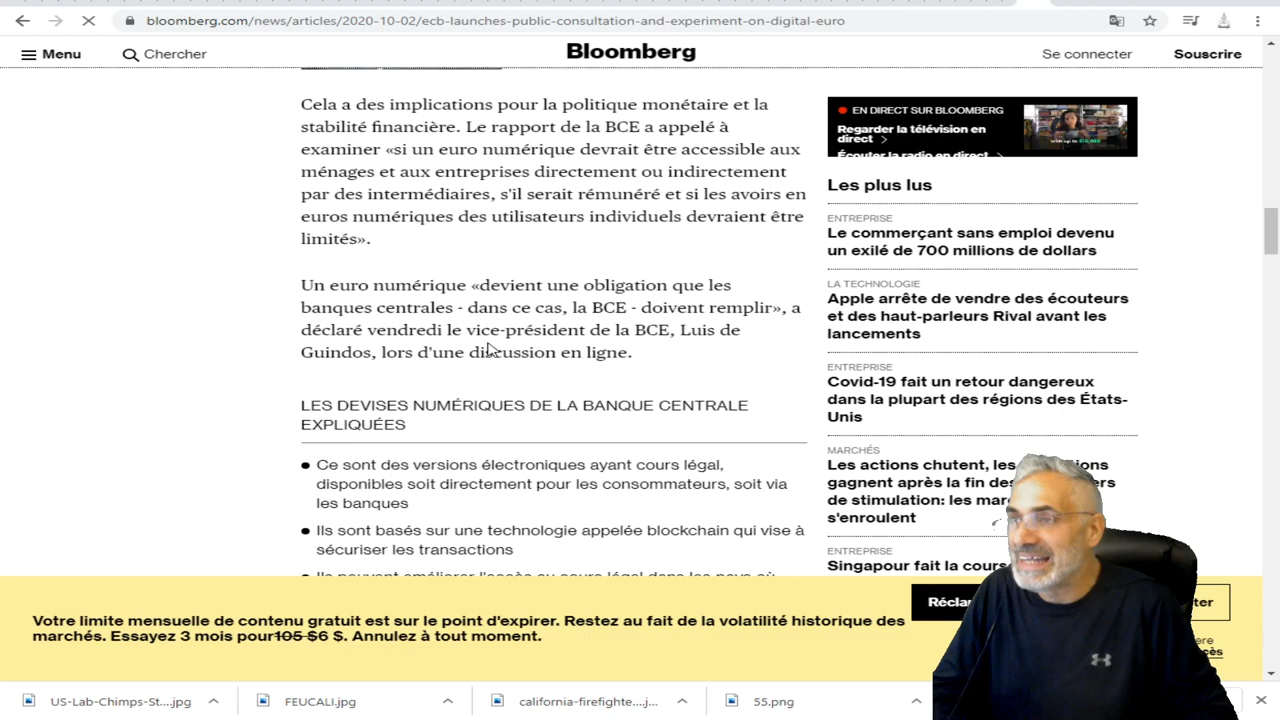 bloomberg.com/news/articles/2020-10-02/ecb-launches-public-consultation-and-experiment-on-digital-euro
Menu
Chercher
Bloomberg
Se connecter
Souscrire
Cela a des implications pour la politique monétaire et la
stabilité financière. Le rapport de la BCE a appelé à
examiner «si un euro numérique devrait être accessible aux
ménages et aux entreprises directement ou indirectement
par des intermédiaires, s'il serait rémunéré et si les avoirs en
euros numériques des utilisateurs individuels devraient être
limités».
Un euro numérique «devient une obligation que les
banques centrales - dans ce cas, la BCE - doivent remplir», a
déclaré vendredi le vice-président de la BCE, Luis de
Guindos, lors d'une discussion en ligne.
LES DEVISES NUMÉRIQUES DE LA BANQUE CENTRALE
EXPLIQUÉES
Ce sont des versions électroniques ayant cours légal,
disponibles soit directement pour les consommateurs, soit via
les banques
Ils sont basés sur une technologie appelée blockchain qui vise à
sécuriser les transactions
Ils peuvent améliorer l'accès au cours légal dans les pays où
EN DIRECT SUR BLOOMBERG
Regarder la télévision en
direct
Écouter la radio en direct
Les plus lus
ENTREPRISE
Le commerçant sans emploi devenu
un exilé de 700 millions de dollars
LA TECHNOLOGIE
Apple arrête de vendre des écouteurs
et des haut-parleurs Rival avant les
lancements
ENTREPRISE
Covid-19 fait un retour dangereux
dans la plupart des régions des États-
Unis
MARCHÉS
Les actions chutent, les
gagnent après la fin des
de stimulation: les
s'enroulent
ENTREPRISE
Singapour fait la cours
Votre limite mensuelle de contenu gratuit est sur le point d'expirer. Restez au fait de la volatilité historique des
marchés. Essayez 3 mois pour105 $6 $. Annulez à tout moment.
US-Lab-Chimps-St....jpg
FEUCALI.jpg
california-firefighte....j...
55.png